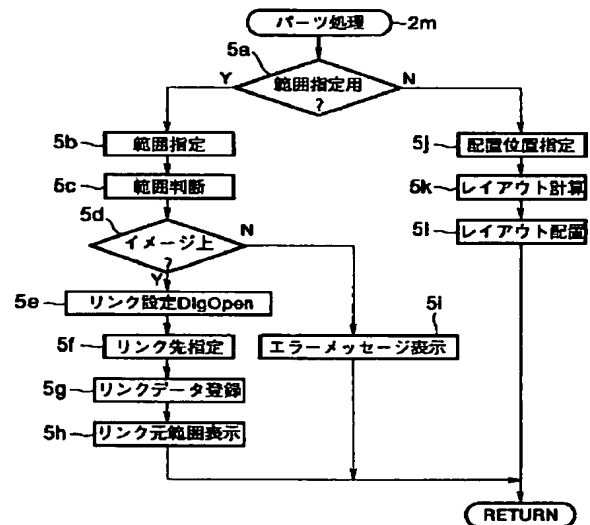 パーツ処理
2m
5a
Y
範囲指定用
?
N
5b
範囲指定
5c
範囲判断
5d
イメージ上
?
N
Y
5e
リンク設定DlgOpen
5f
リンク先指定
5g
リンクデータ登録
5h
リンク元範囲表示
5i
エラーメッセージ表示
5j
配置位置指定
5k
レイアウト計算
5l
レイアウト配置
RETURN